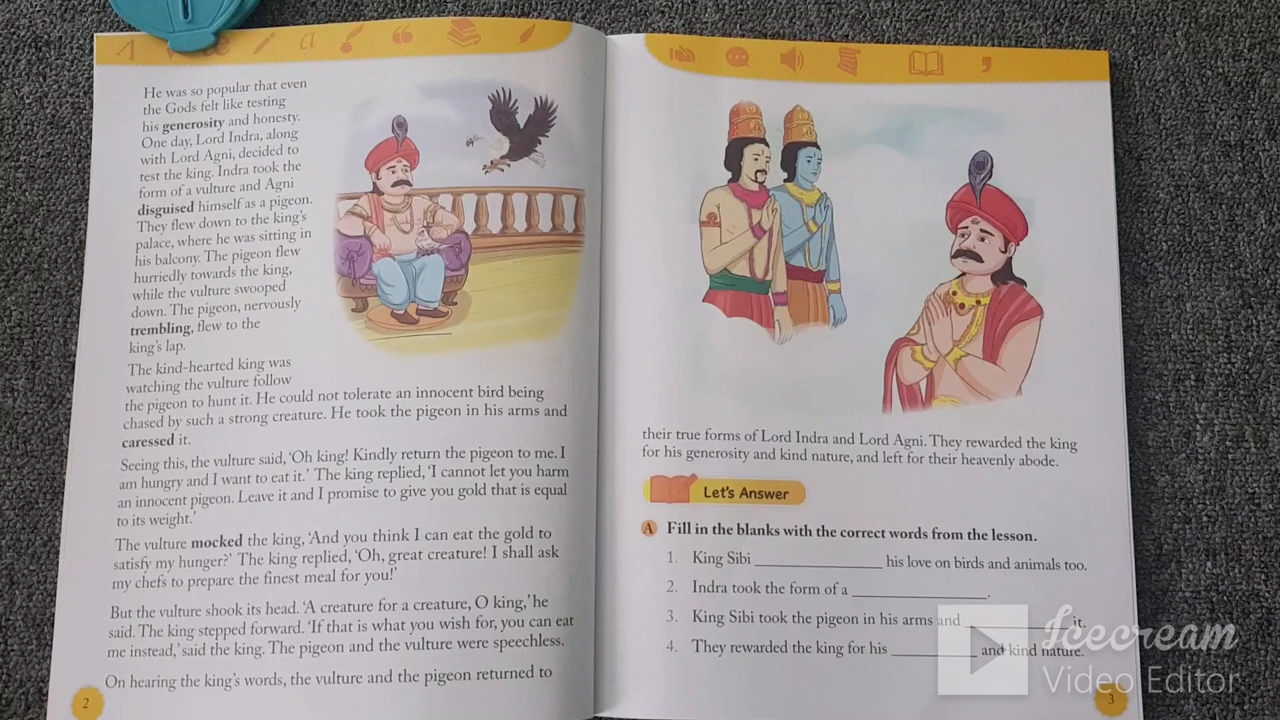 He was so popular that even
the Gods felt like testing
his generosity and honesty.
One day, Lord Indra, along
with Lord Agni, decided to
test the king. Indra took the
form of a vulture and Agni
disguised himself as a pigeon.
They flew down to the king's
palace, where he was sitting in
his balcony. The pigeon flew
hurriedly towards the king,
while the vulture swooped
down. The pigeon, nervously
trembling, flew to the
king's lap.
The kind-hearted king was
watching the vulture follow
the pigeon to hunt it. He could not tolerate an innocent bird being
chased by such a strong creature. He took the pigeon in his arms and
caressed it.
Seeing this, the vulture said, 'Oh king! Kindly return the pigeon to me. I
am hungry and I want to eat it.' The king replied, 'I cannot let you harm
an innocent pigeon. Leave it and I promise to give you gold that is equal
to its weight.'
The vulture mocked the king, 'And you think I can eat the gold to
satisfy my hunger?' The king replied, 'Oh, great creature! I shall ask
my chefs to prepare the finest meal for you!'
But the vulture shook its head. 'A creature for a creature, O king,' he
said. The king stepped forward. 'If that is what you wish for, you can eat
me instead,' said the king. The pigeon and the vulture were speechless.
On hearing the king's words, the vulture and the pigeon returned to
2
their true forms of Lord Indra and Lord Agni. They rewarded the king
for his generosity and kind nature, and left for their heavenly abode.
Let's Answer
A Fill in the blanks with the correct words from the lesson.
1. King Sibi ____________ his love on birds and animals too.
2. Indra took the form of a ____________.
3. King Sibi took the pigeon in his arms and ____________ it.
4. They rewarded the king for his ____________ and kind nature.
3
Icecream
Video Editor